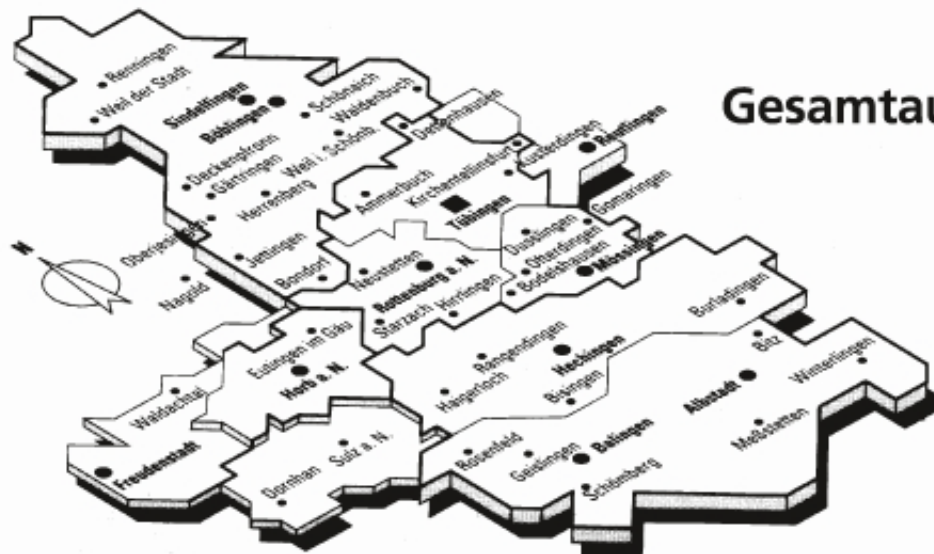 Gesamtau
Renningen
Weil der Stadt
Sindelfingen
Böblingen
Schönaich
Waldenbuch
Dettenhausen
Weil i. Schönb.
Deckenpfronn
Gärtringen
Herrenberg
Ammerbuch
Kirchentellinsfurt
Kusterdingen
Reutlingen
Tübingen
Gomaringen
Oberjesingen
Jettingen
Bondorf
Nagold
N
Neustetten
Rottenburg a. N.
Starzach
Hirrlingen
Dusslingen
Ofterdingen
Bodelshausen
Mössingen
Burladingen
Eutingen im Gäu
Horb a. N.
Waldachtal
Freudenstadt
Dornhan
Sulz a. N.
Rangendingen
Haigerloch
Hechingen
Bisingen
Bitz
Winterlingen
Albstadt
Meßstetten
Rosenfeld
Geislingen
Balingen
Schömberg